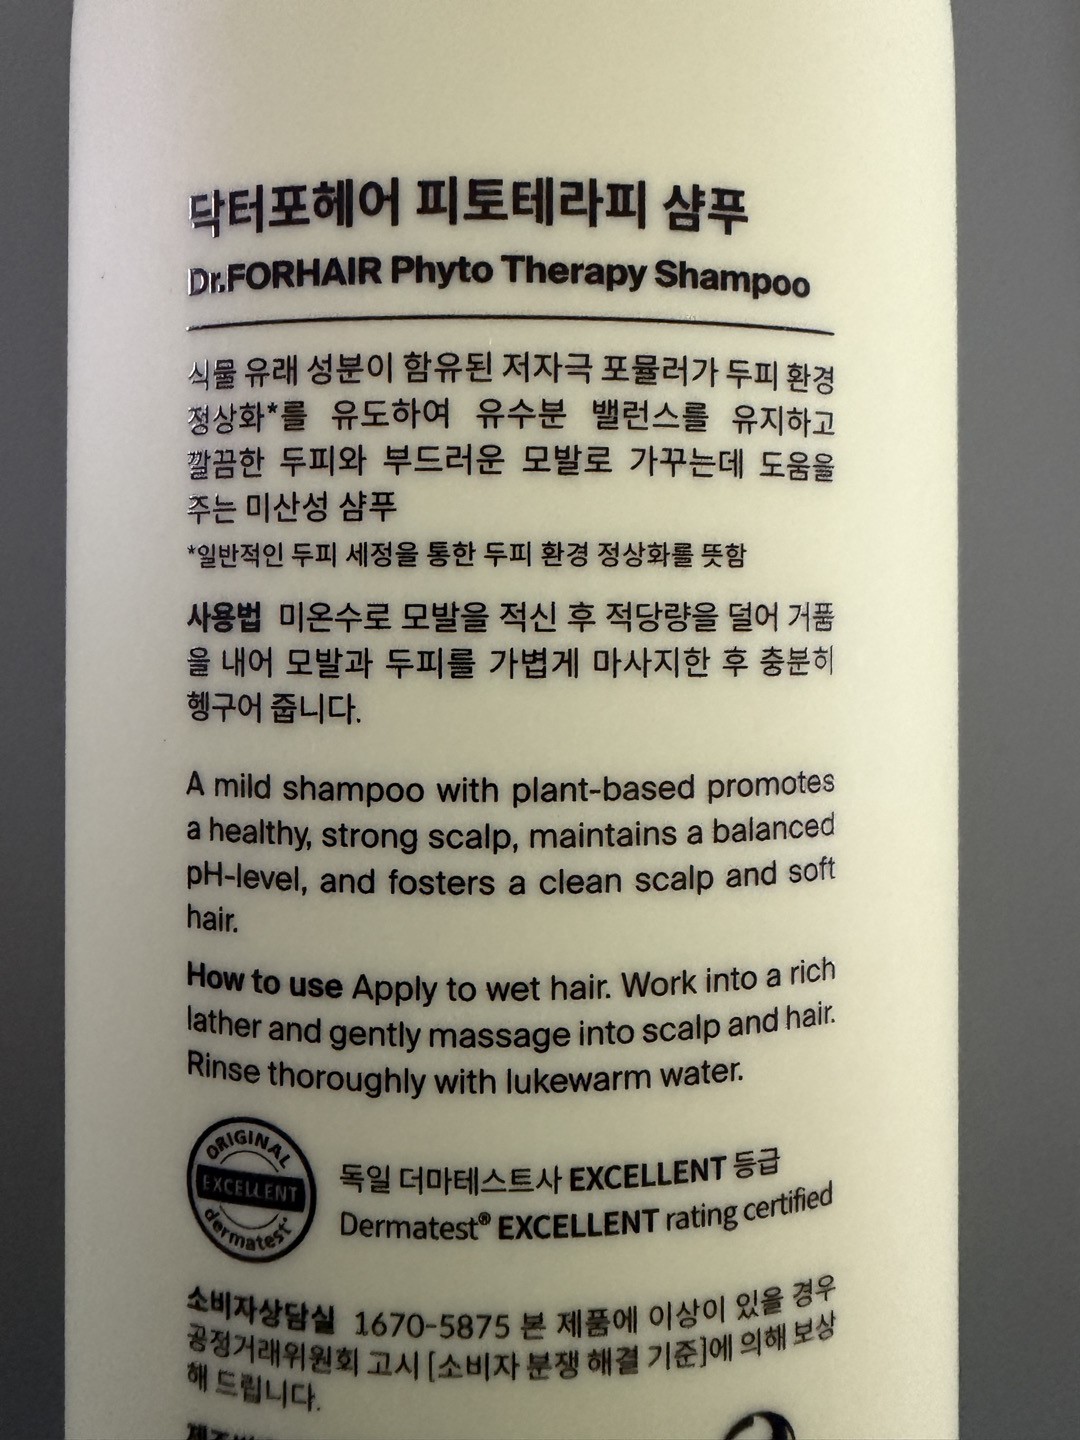 닥터포헤어 피토테라피 샴푸
Dr.FORHAIR Phyto Therapy Shampoo
식물 유래 성분이 함유된 저자극 포뮬러가 두피 환경
정상화*를 유도하여 유수분 밸런스를 유지하고
깔끔한 두피와 부드러운 모발로 가꾸는데 도움을
주는 미산성 샴푸
*일반적인 두피 세정을 통한 두피 환경 정상화를 뜻함
사용법 미온수로 모발을 적신 후 적당량을 덜어 거품
을 내어 모발과 두피를 가볍게 마사지한 후 충분히
헹구어 줍니다.
A mild shampoo with plant-based promotes
a healthy, strong scalp, maintains a balanced
pH-level, and fosters a clean scalp and soft
hair.
How to use Apply to wet hair. Work into a rich
lather and gently massage into scalp and hair.
Rinse thoroughly with lukewarm water.
ORIGINAL
EXCELLENT
dermatest®
독일 더마테스트사 EXCELLENT 등급
Dermatest® EXCELLENT rating certified
소비자상담실 1670-5875 본 제품에 이상이 있을 경우
공정거래위원회 고시 [소비자 분쟁 해결 기준]에 의해 보상
해 드립니다.